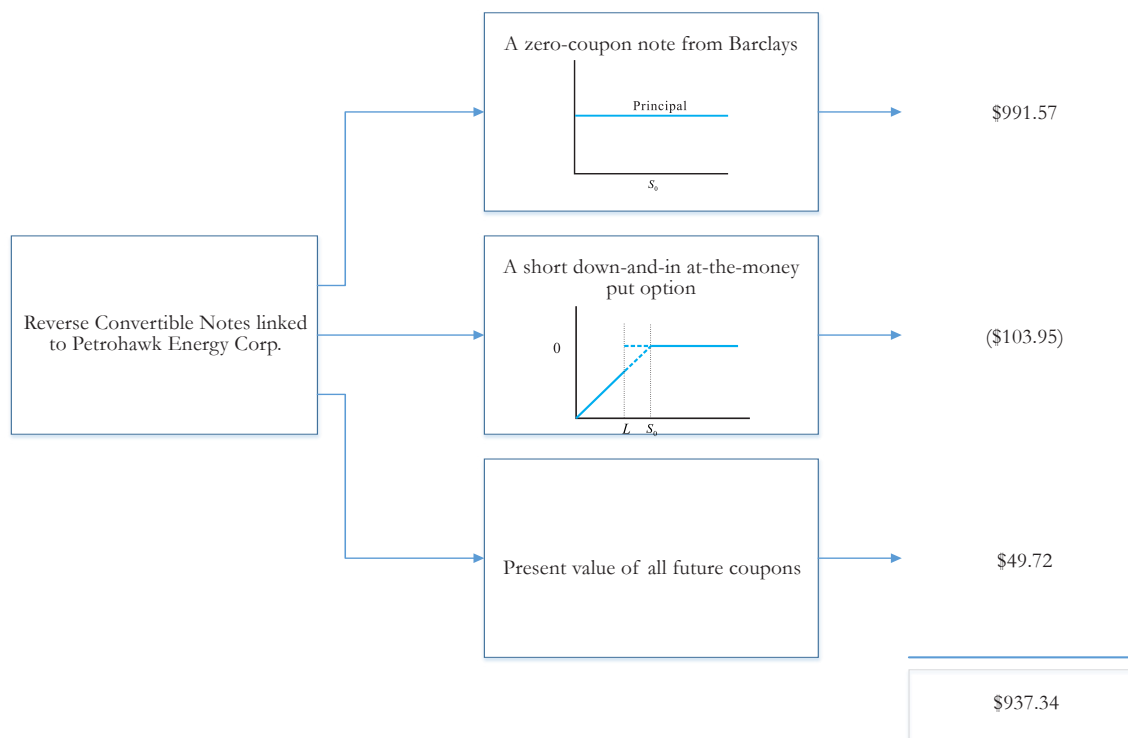 A zero-coupon note from Barclays
Principal
S₀
$991.57
Reverse Convertible Notes linked
to Petrohawk Energy Corp.
A short down-and-in at-the-money
put option
0
L S₀
($103.95)
Present value of all future coupons
$49.72
$937.34